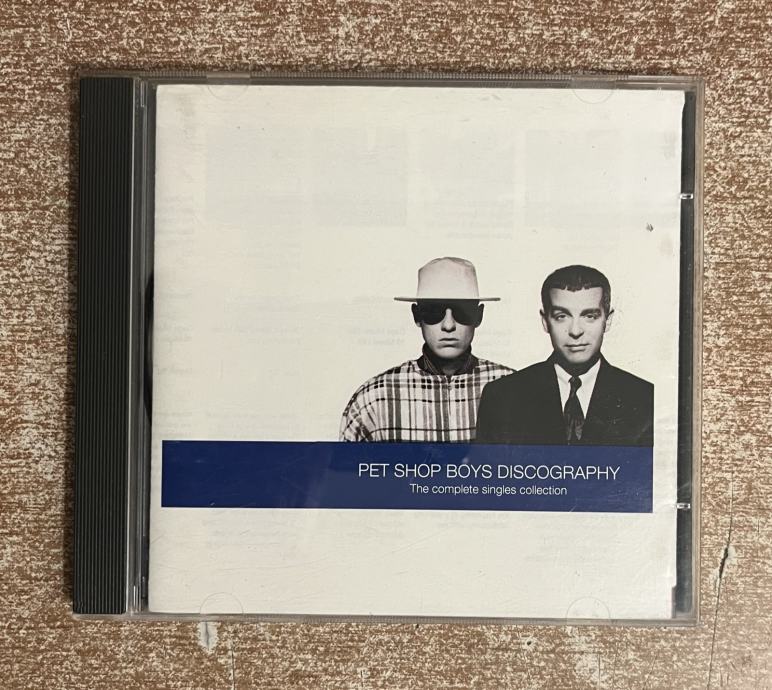 PET SHOP BOYS DISCOGRAPHY
The complete singles collection